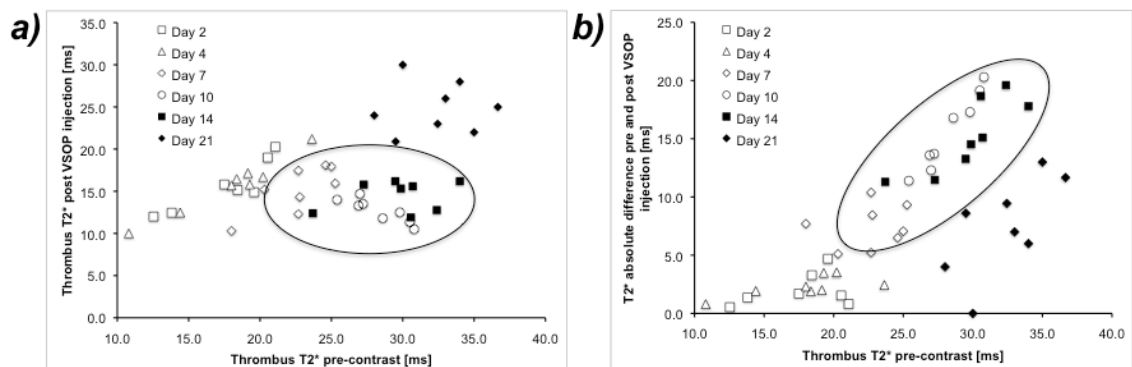 a)
35.0
30.0
25.0
20.0
15.0
10.0
5.0
0.0
Thrombus T2* post VSOP injection [ms]
Day 2
Day 4
Day 7
Day 10
Day 14
Day 21
10.0 15.0 20.0 25.0 30.0 35.0 40.0
Thrombus T2* pre-contrast [ms]
b)
25.0
20.0
15.0
10.0
5.0
0.0
T2* absolute difference pre and post VSOP
injection [ms]
Day 2
Day 4
Day 7
Day 10
Day 14
Day 21
10.0 15.0 20.0 25.0 30.0 35.0 40.0
Thrombus T2* pre-contrast [ms]